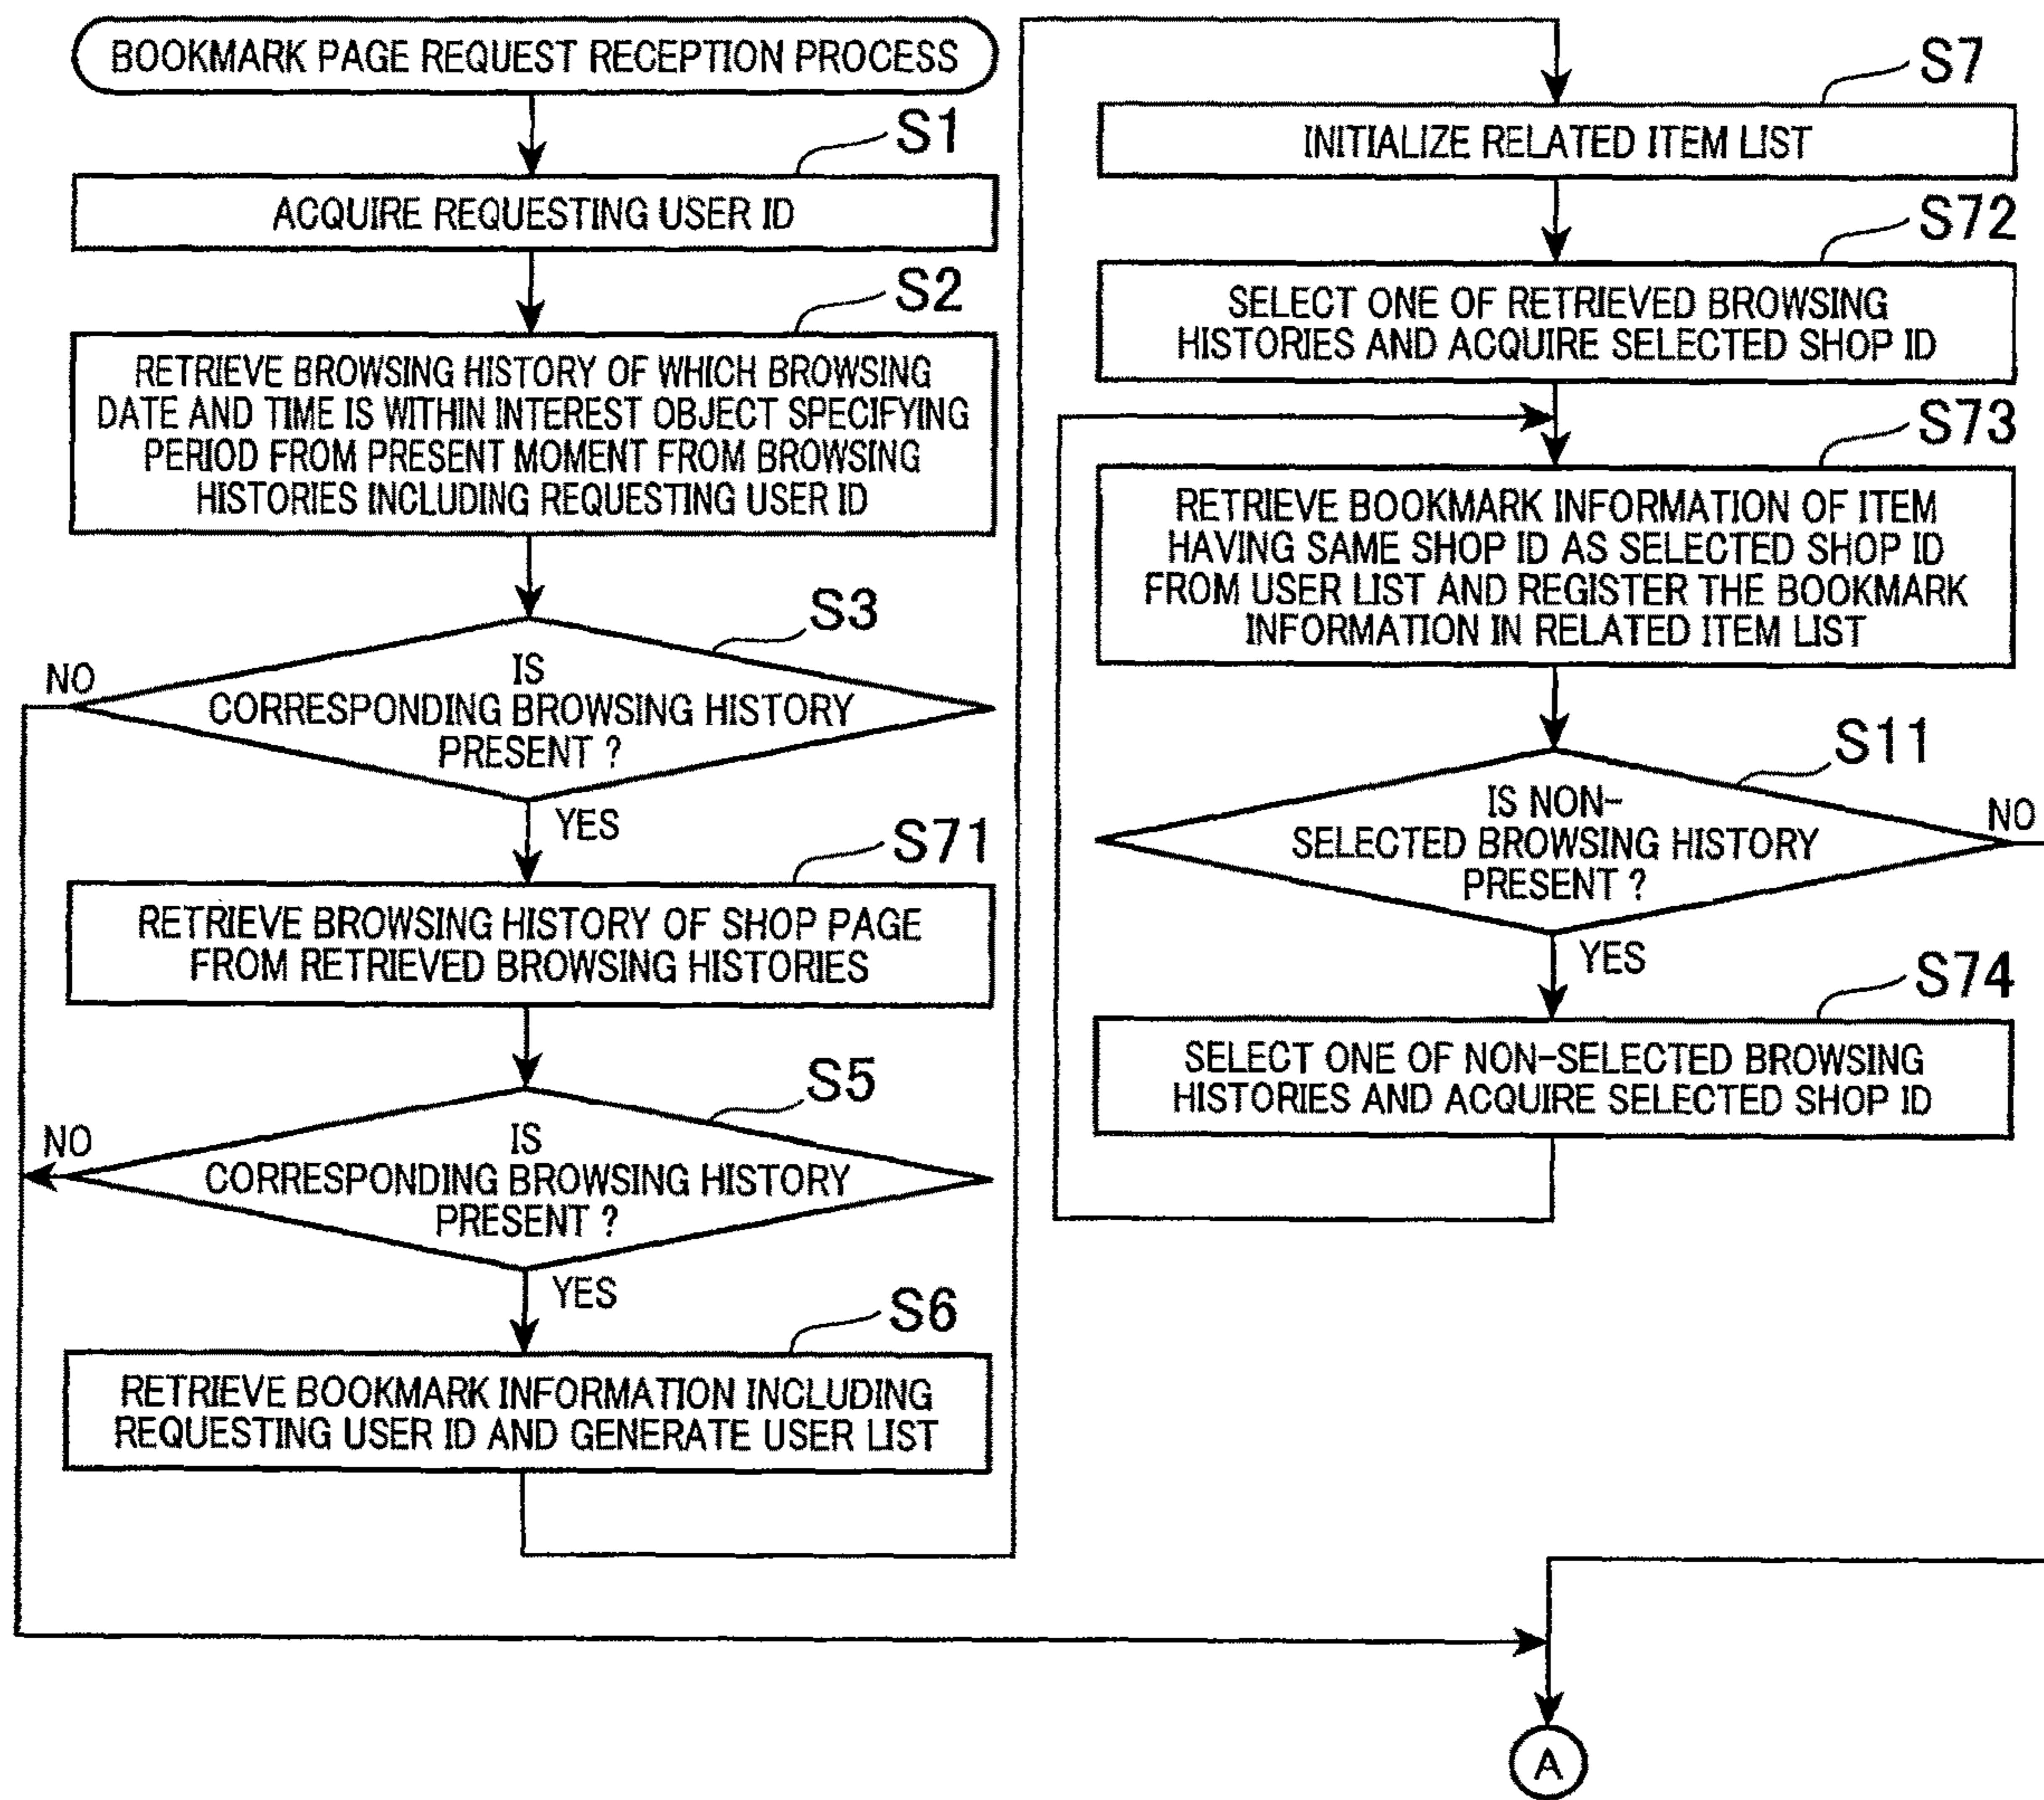 BOOKMARK PAGE REQUEST RECEPTION PROCESS
S1
ACQUIRE REQUESTING USER ID
S2
RETRIEVE BROWSING HISTORY OF WHICH BROWSING
DATE AND TIME IS WITHIN INTEREST OBJECT SPECIFYING
PERIOD FROM PRESENT MOMENT FROM BROWSING
HISTORIES INCLUDING REQUESTING USER ID
S3
NO
IS
CORRESPONDING BROWSING HISTORY
PRESENT ?
YES
S71
RETRIEVE BROWSING HISTORY OF SHOP PAGE
FROM RETRIEVED BROWSING HISTORIES
S5
NO
IS
CORRESPONDING BROWSING HISTORY
PRESENT ?
YES
S6
RETRIEVE BOOKMARK INFORMATION INCLUDING
REQUESTING USER ID AND GENERATE USER LIST
S7
INITIALIZE RELATED ITEM LIST
S72
SELECT ONE OF RETRIEVED BROWSING
HISTORIES AND ACQUIRE SELECTED SHOP ID
S73
RETRIEVE BOOKMARK INFORMATION OF ITEM
HAVING SAME SHOP ID AS SELECTED SHOP ID
FROM USER LIST AND REGISTER THE BOOKMARK
INFORMATION IN RELATED ITEM LIST
S11
IS NON-
SELECTED BROWSING HISTORY
PRESENT ?
NO
YES
S74
SELECT ONE OF NON-SELECTED BROWSING
HISTORIES AND ACQUIRE SELECTED SHOP ID
A